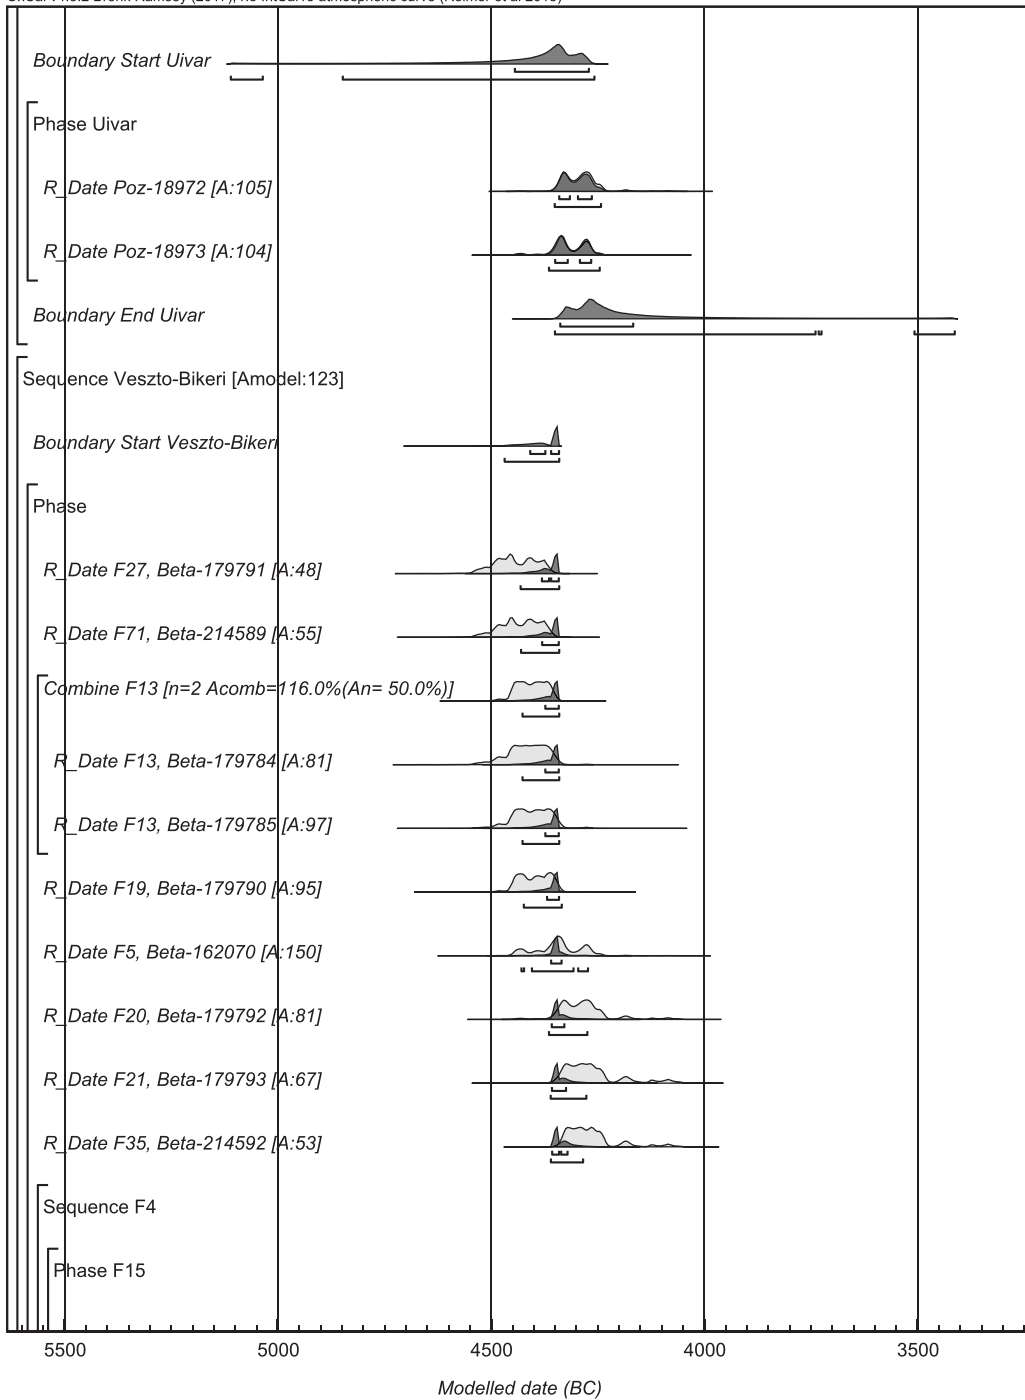 Boundary Start Uivar
Phase Uivar
R_Date Poz-18972 [A:105]
R_Date Poz-18973 [A:104]
Boundary End Uivar
Sequence Veszto-Bikeri [Amodel:123]
Boundary Start Veszto-Bikeri
Phase
R_Date F27, Beta-179791 [A:48]
R_Date F71, Beta-214589 [A:55]
Combine F13 [n=2 Acomb=116.0%(An= 50.0%)]
R_Date F13, Beta-179784 [A:81]
R_Date F13, Beta-179785 [A:97]
R_Date F19, Beta-179790 [A:95]
R_Date F5, Beta-162070 [A:150]
R_Date F20, Beta-179792 [A:81]
R_Date F21, Beta-179793 [A:67]
R_Date F35, Beta-214592 [A:53]
Sequence F4
Phase F15
5500 5000 4500 4000 3500
Modelled date (BC)